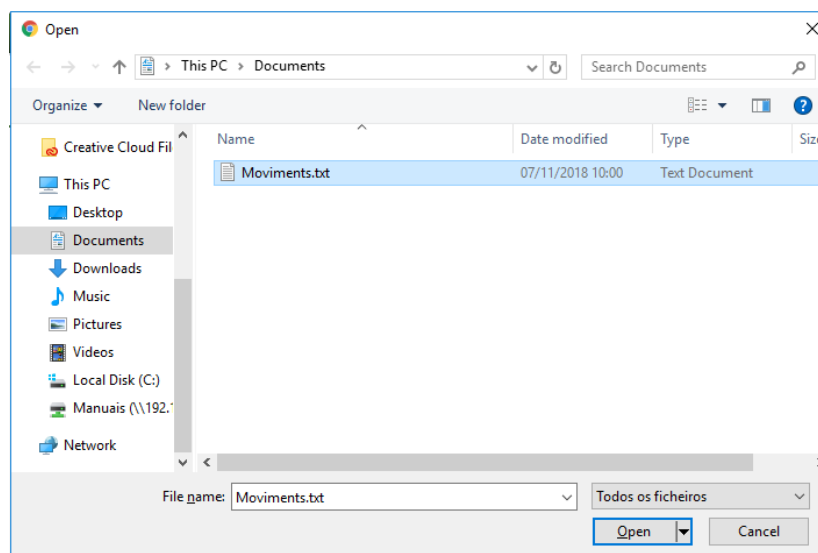 Open
This PC > Documents
Search Documents
Organize
New folder
Creative Cloud Fil
This PC
Desktop
Documents
Downloads
Music
Pictures
Videos
Local Disk (C:)
Manuais (\\192.1
Network
Name Date modified Type Size
Moviments.txt 07/11/2018 10:00 Text Document
File name: Moviments.txt
Todos os ficheiros
Open
Cancel